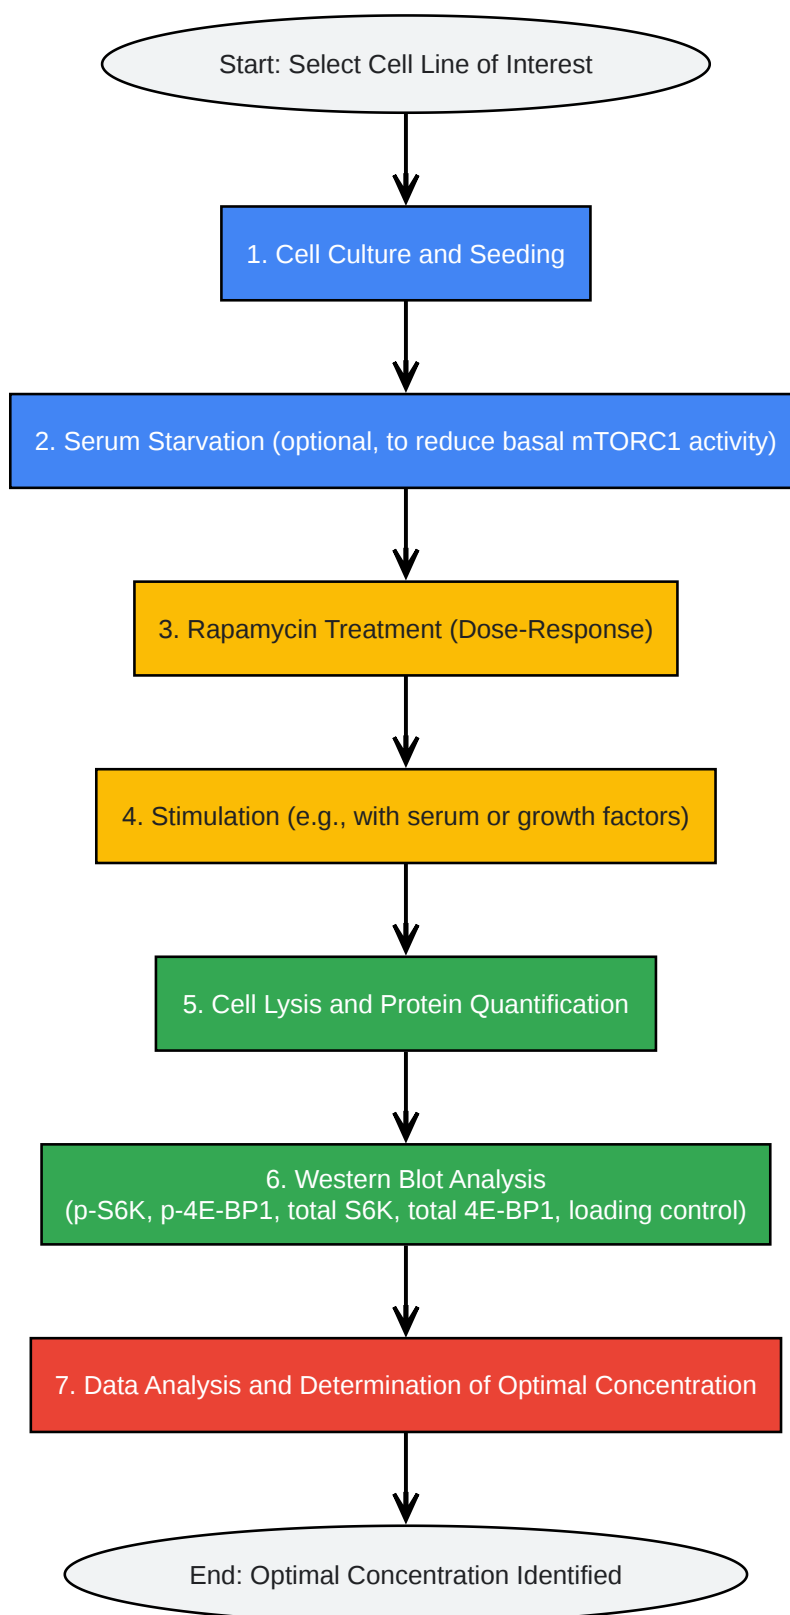 Start: Select Cell Line of Interest
1. Cell Culture and Seeding
2. Serum Starvation (optional, to reduce basal mTORC1 activity)
3. Rapamycin Treatment (Dose-Response)
4. Stimulation (e.g., with serum or growth factors)
5. Cell Lysis and Protein Quantification
6. Western Blot Analysis
(p-S6K, p-4E-BP1, total S6K, total 4E-BP1, loading control)
7. Data Analysis and Determination of Optimal Concentration
End: Optimal Concentration Identified